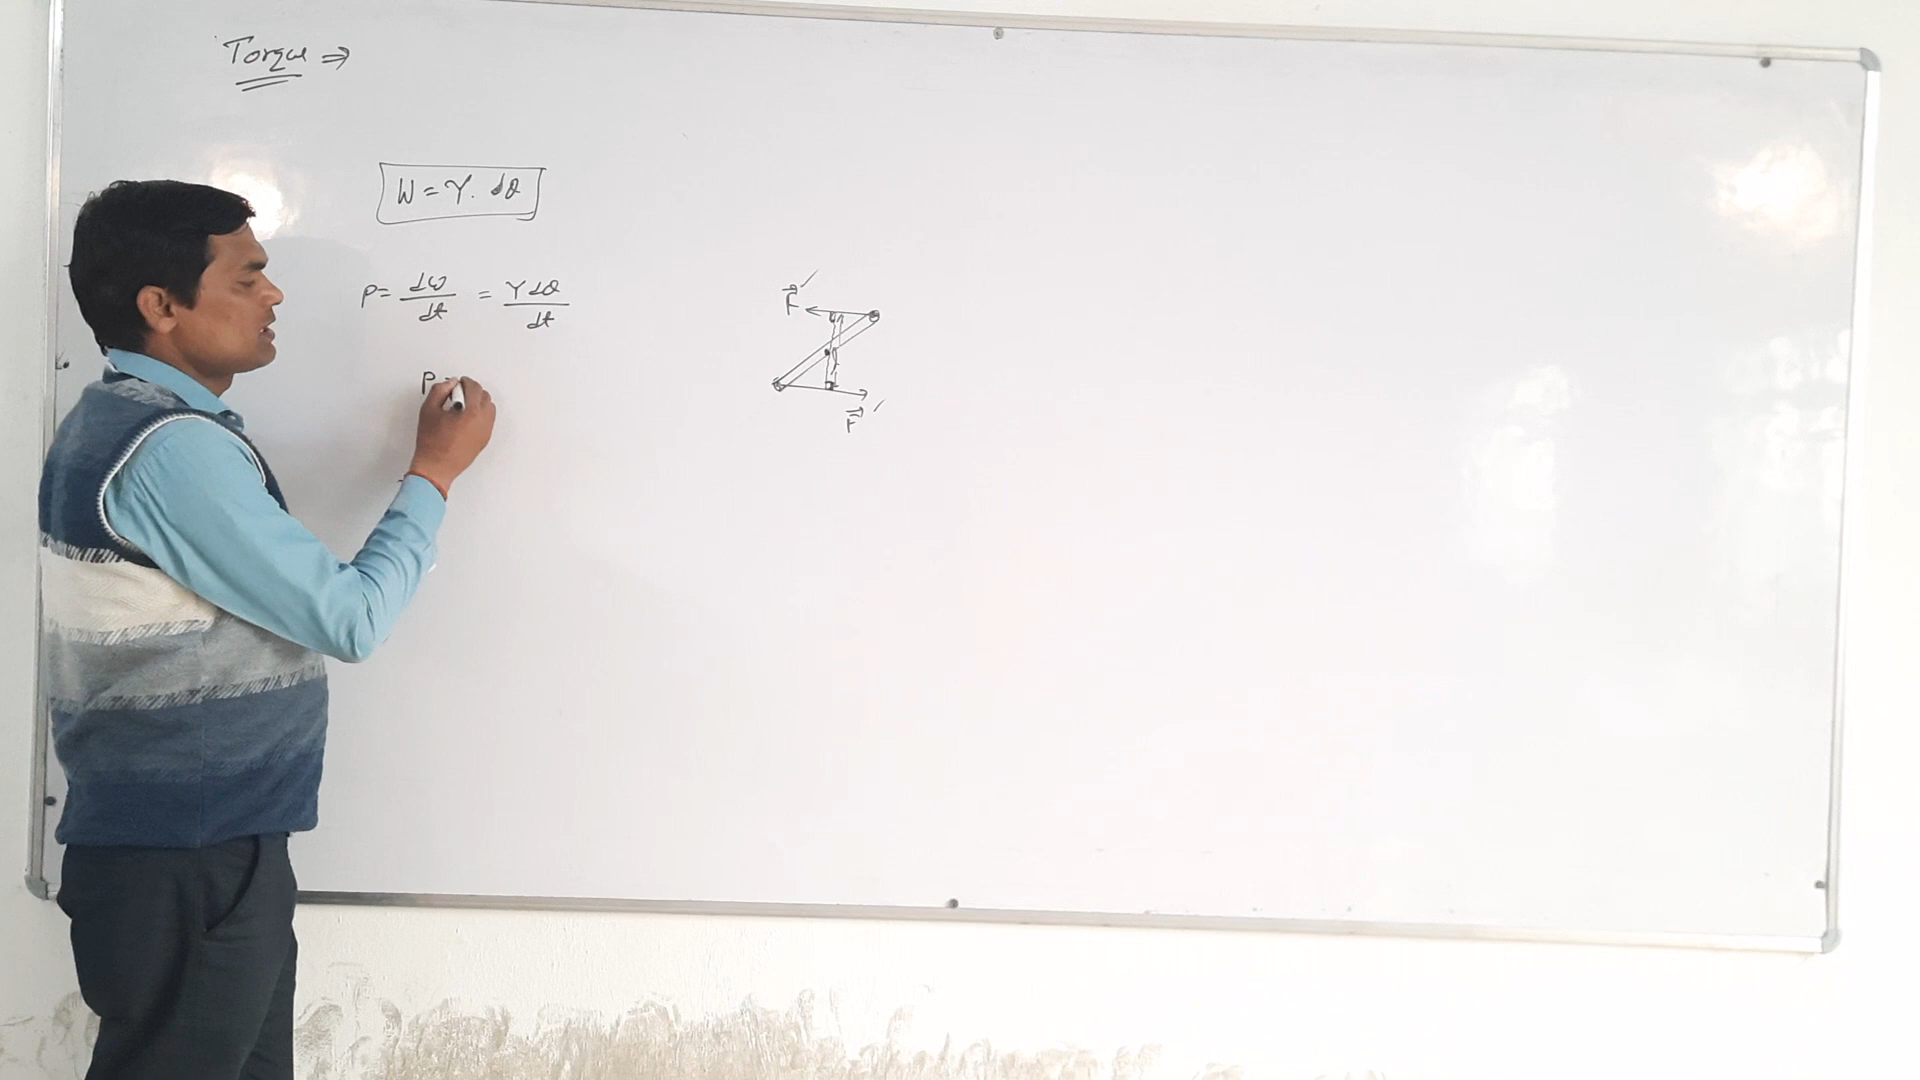 Torque ⇒
W = τ. dθ
P = dW/dt = τ dθ/dt
F⃗'
P =
F⃗'